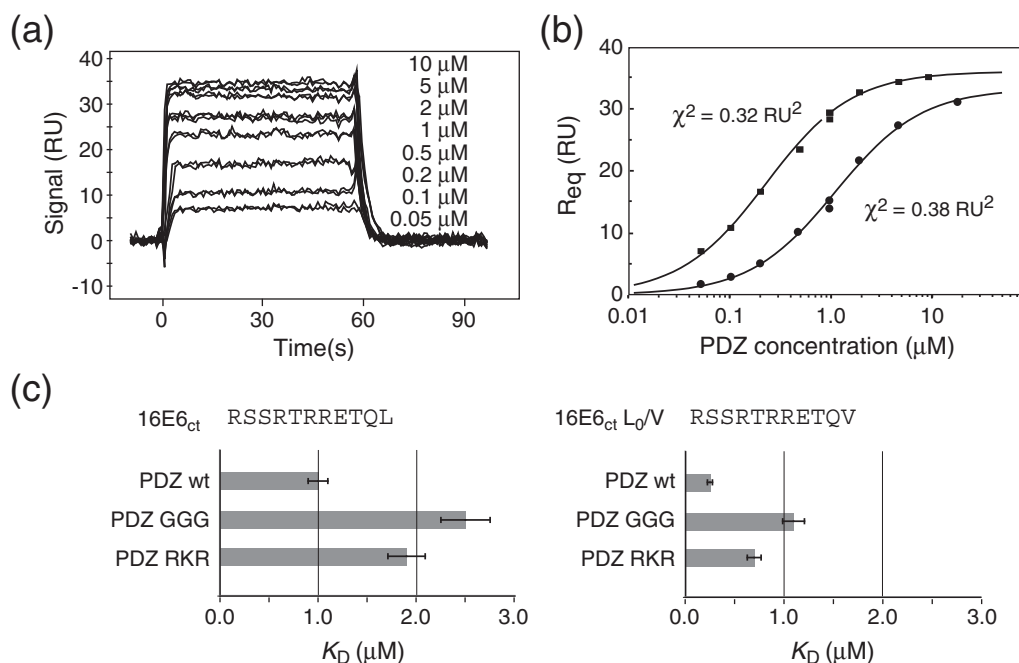 (a)
40
30
20
10
0
-10
Signal (RU)
10 μM
5 μM
2 μM
1 μM
0.5 μM
0.2 μM
0.1 μM
0.05 μM
0 30 60 90
Time(s)
(b)
40
30
20
10
0
Req (RU)
χ² = 0.32 RU²
χ² = 0.38 RU²
0.01 0.1 1.0 10
PDZ concentration (μM)
(c)
16E6ct RSSRTRRETQL
PDZ wt
PDZ GGG
PDZ RKR
0.0 1.0 2.0 3.0
KD (μM)
16E6ct L0/V RSSRTRRETQV
PDZ wt
PDZ GGG
PDZ RKR
0.0 1.0 2.0 3.0
KD (μM)